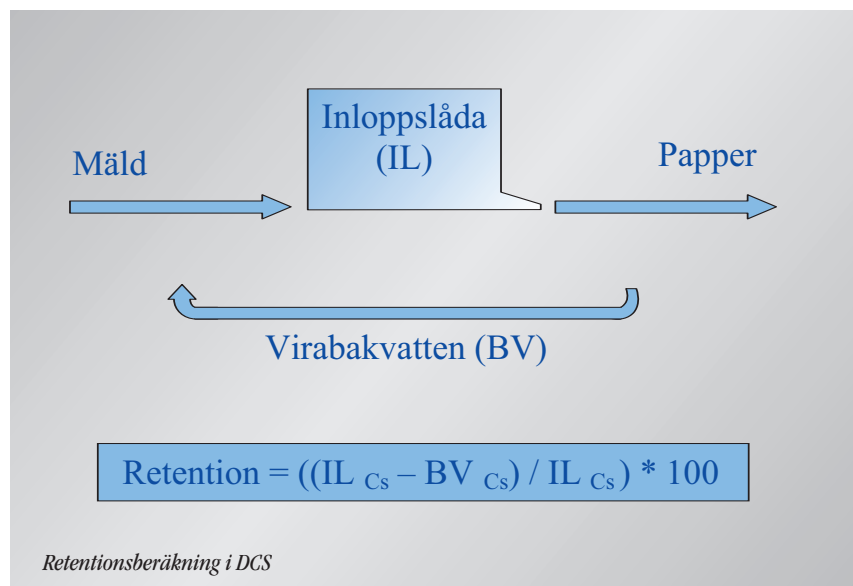 Inloppslåda
(IL)
Mäld
Papper
Virabakvatten (BV)
Retention = ((IL Cs – BV Cs) / IL Cs) * 100
Retentionsberäkning i DCS